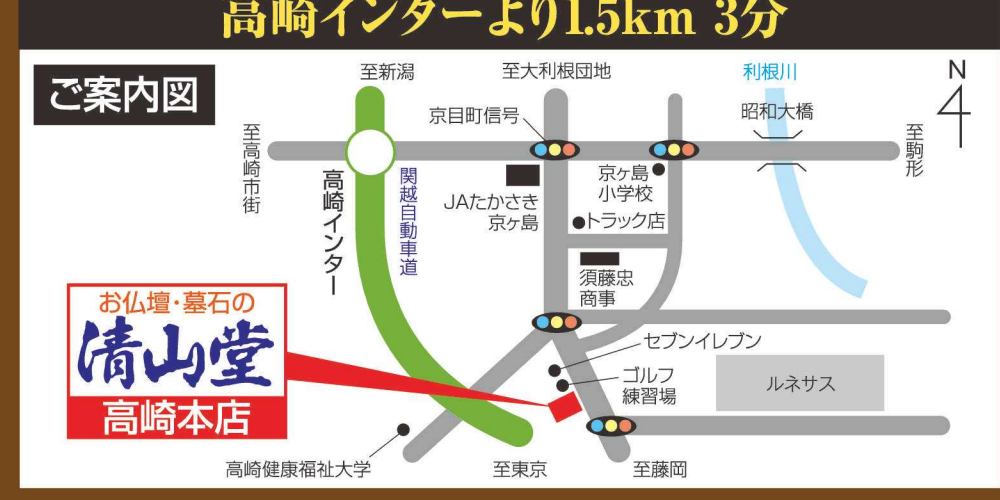 高崎インターより1.5km 3分
ご案内図
至新潟
至大利根団地
利根川
N
京目町信号
昭和大橋
至高崎市街
至駒形
高崎インター
関越自動車道
JAたかさき
京ヶ島
京ヶ島
小学校
トラック店
須藤忠
商事
お仏壇・墓石の
清山堂
高崎本店
セブンイレブン
ゴルフ
練習場
ルネサス
高崎健康福祉大学
至東京
至藤岡